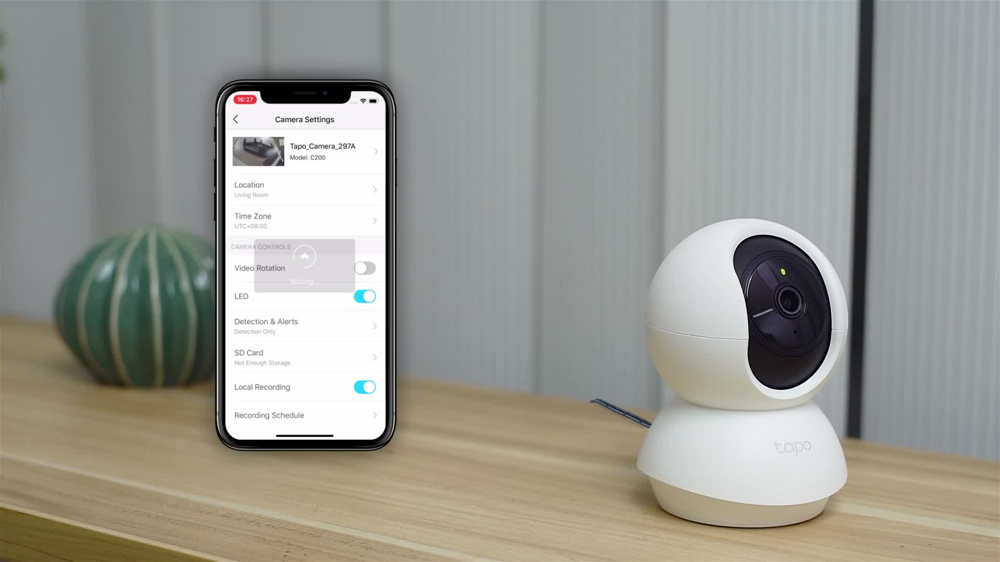 16:27
Camera Settings
Tapo_Camera_297A
Model: C200
Location
Living Room
Time Zone
UTC+08:00
CAMERA CONTROLS
Video Rotation
Waiting...
LED
Detection & Alerts
Detection Only
SD Card
Not Enough Storage
Local Recording
Recording Schedule
tapo